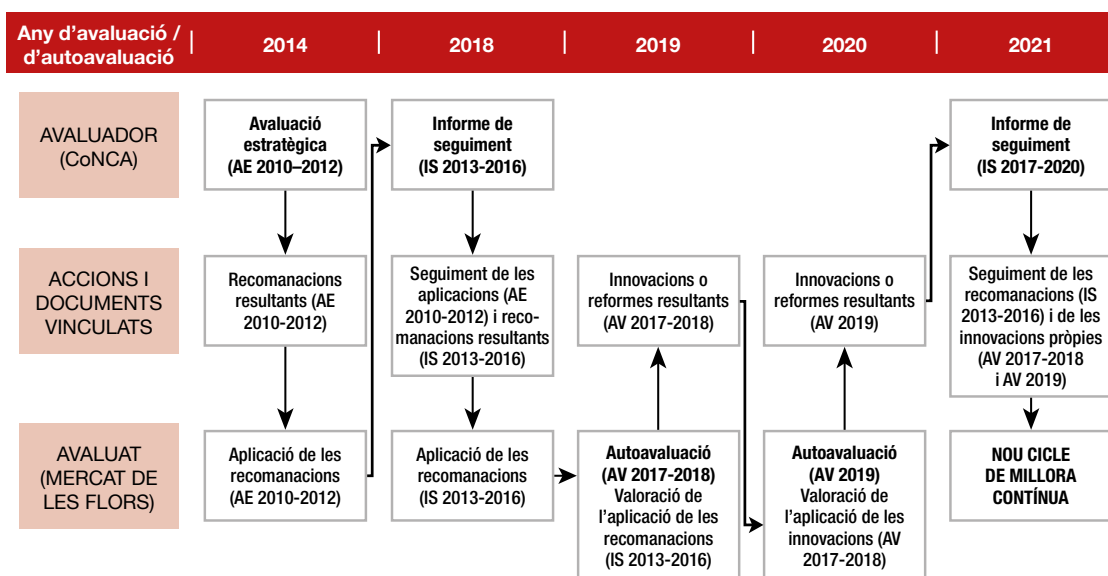 Any d’avaluació /
d’autoavaluació
2014
2018
2019
2020
2021
AVALUADOR
(CoNCA)
Avaluació
estratègica
(AE 2010–2012)
Informe de
seguiment
(IS 2013-2016)
Informe de
seguiment
(IS 2017-2020)
ACCIONS I
DOCUMENTS
VINCULATS
Recomanacions
resultants (AE
2010-2012)
Seguiment de les
aplicacions (AE
2010-2012) i reco-
manacions resultants
(IS 2013-2016)
Innovacions o
reformes resultants
(AV 2017-2018)
Innovacions o
reformes resultants
(AV 2019)
Seguiment de les
recomanacions (IS
2013-2016) i de les
innovacions pròpies
(AV 2017-2018
i AV 2019)
AVALUAT
(MERCAT DE
LES FLORS)
Aplicació de les
recomanacions
(AE 2010-2012)
Aplicació de les
recomanacions
(IS 2013-2016)
Autoavaluació
(AV 2017-2018)
Valoració de
l’aplicació de les
recomanacions
(IS 2013-2016)
Autoavaluació
(AV 2019)
Valoració de
l’aplicació de les
innovacions (AV
2017-2018)
NOU CICLE
DE MILLORA
CONTÍNUA